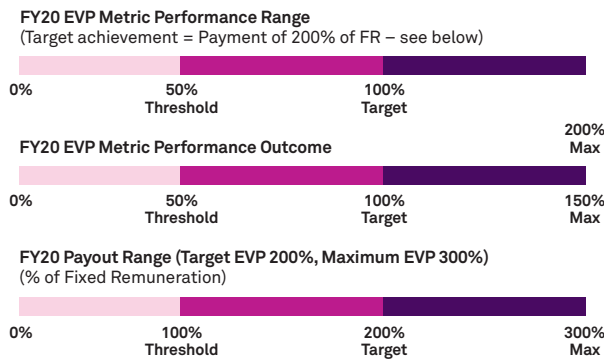 FY20 EVP Metric Performance Range
(Target achievement = Payment of 200% of FR – see below)
0% 50% 100%
Threshold Target
200%
FY20 EVP Metric Performance Outcome Max
0% 50% 100% 150%
Threshold Target Max
FY20 Payout Range (Target EVP 200%, Maximum EVP 300%)
(% of Fixed Remuneration)
0% 100% 200% 300%
Threshold Target Max